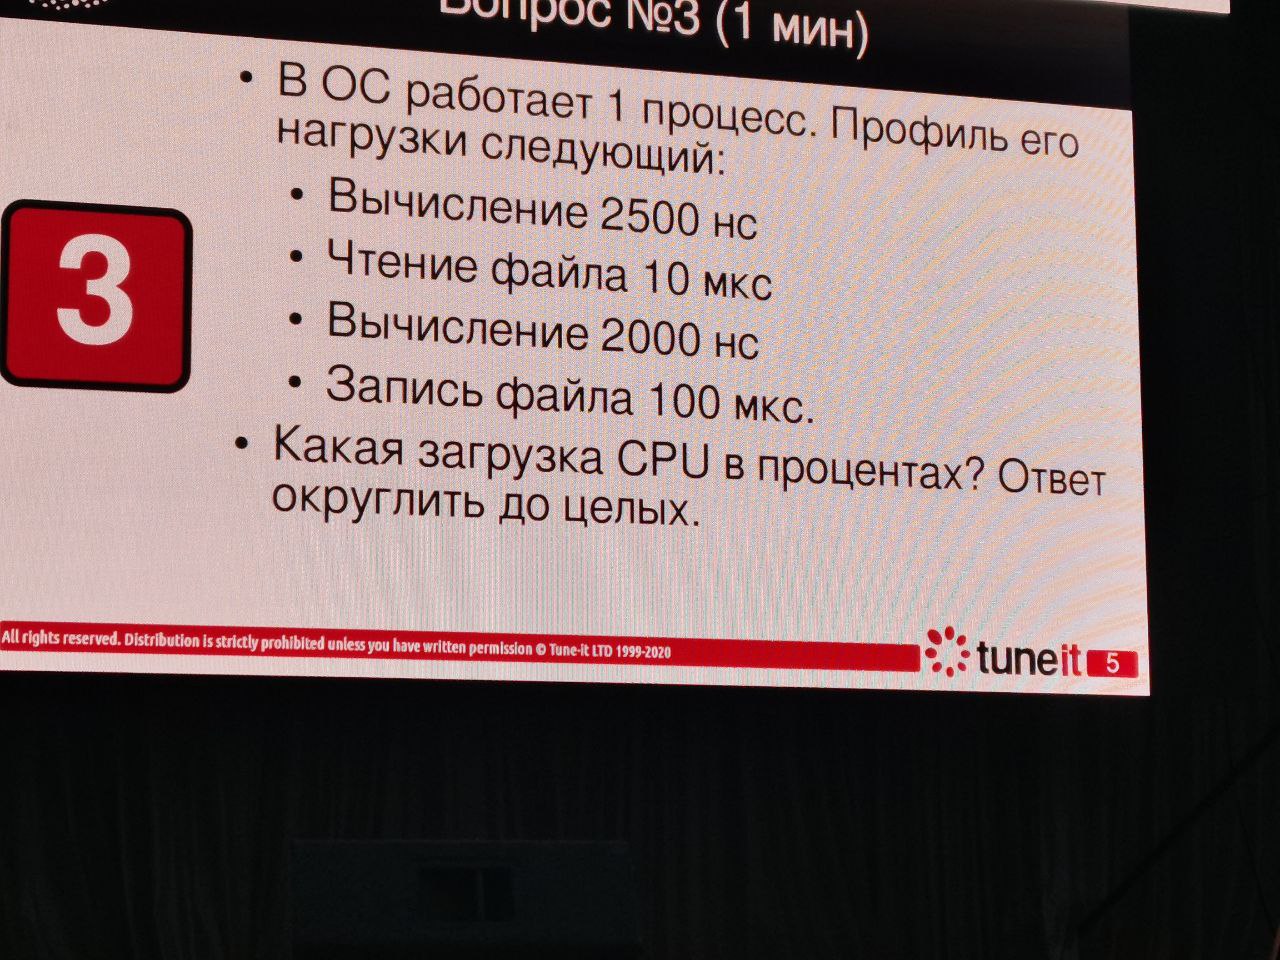 Вопрос №3 (1 мин)
• В ОС работает 1 процесс. Профиль его
нагрузки следующий:
• Вычисление 2500 нс
• Чтение файла 10 мкс
• Вычисление 2000 нс
• Запись файла 100 мкс.
3
• Какая загрузка CPU в процентах? Ответ
округлить до целых.
All rights reserved. Distribution is strictly prohibited unless you have written permission © Tune-it LTD 1999-2020
tuneit 5